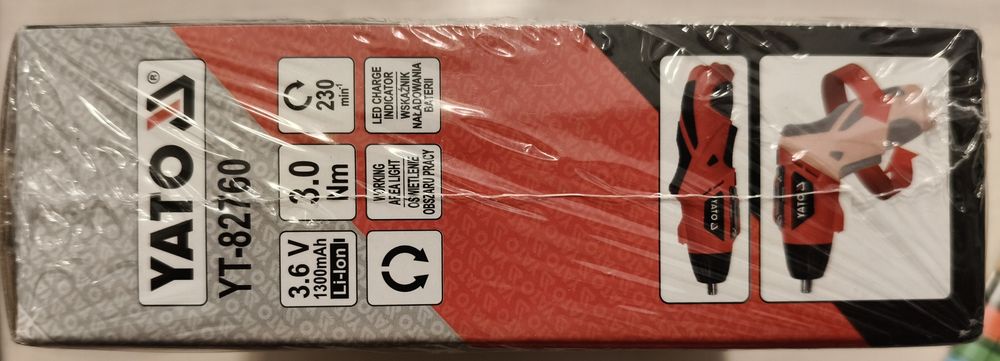 YATO®
YT-82760
3.6 V
1300mAh
Li-Ion
3.0
Nm
230
min⁻¹
WORKING
AREA LIGHT
OŚWIETLENIE
OBSZARU PRACY
LED CHARGE
INDICATOR
WSKAŹNIK
NAŁADOWANIA
BATERII
YATO
YATO